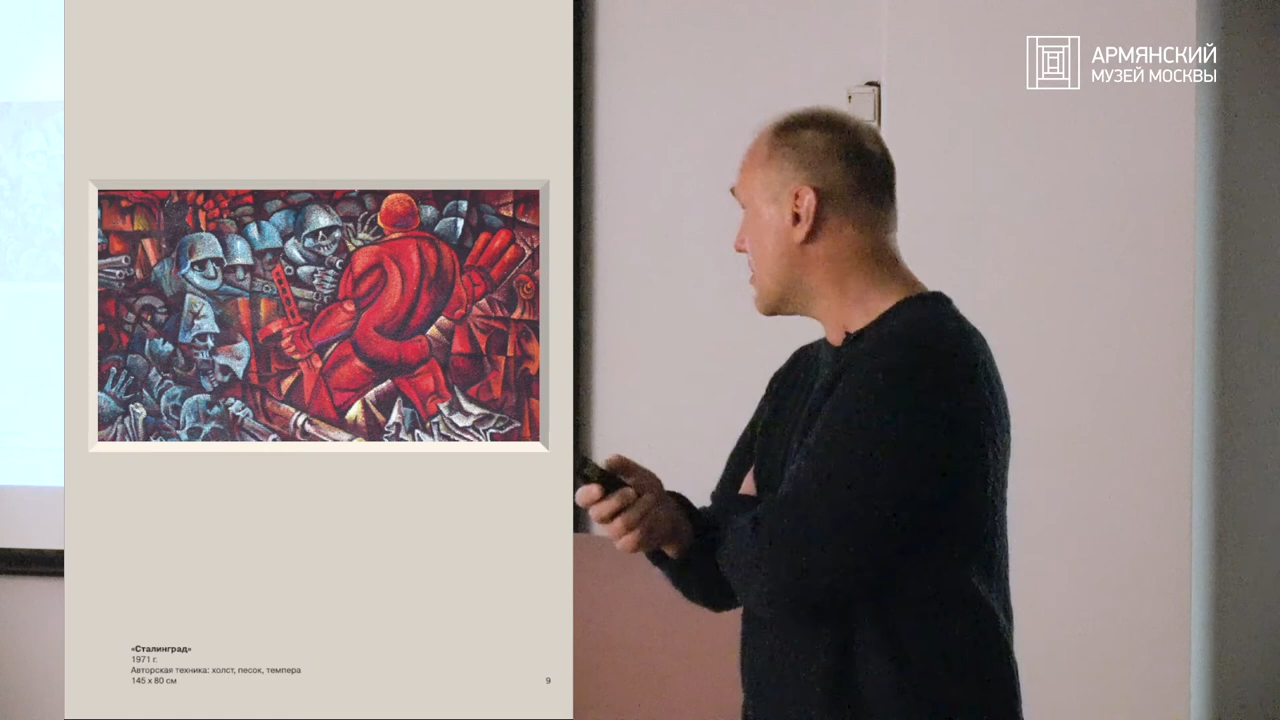 АРМЯНСКИЙ
МУЗЕЙ МОСКВЫ
«Сталинград»
1971 г.
Авторская техника: холст, песок, темпера
145 x 80 см
9